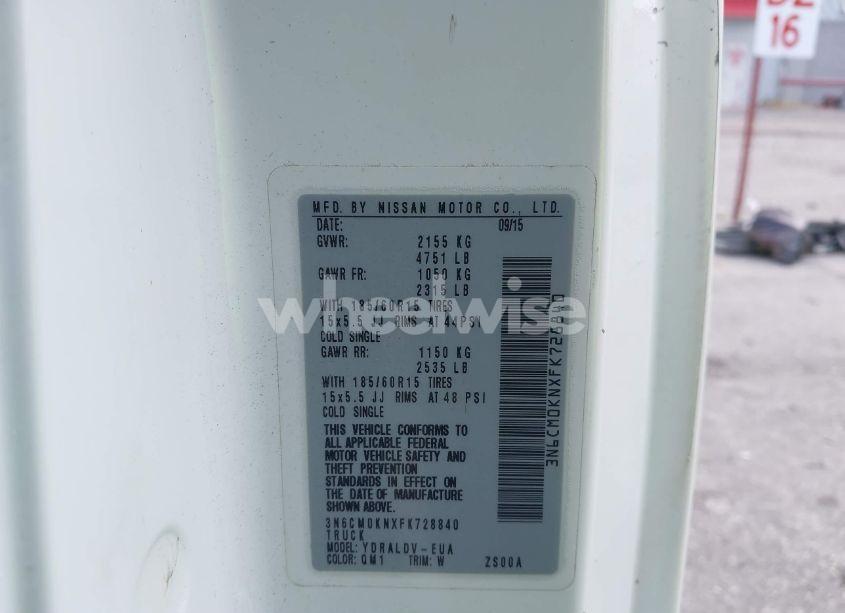 16
MFD. BY NISSAN MOTOR CO., LTD.
DATE: 09/15
GVWR: 2155 KG
4751 LB
GAWR FR: 1050 KG
2315 LB
WITH 185/60R15 TIRES
15x5.5 JJ RIMS AT 44 PSI
COLD SINGLE
GAWR RR: 1150 KG
2535 LB
WITH 185/60R15 TIRES
15x5.5 JJ RIMS AT 48 PSI
COLD SINGLE
THIS VEHICLE CONFORMS TO
ALL APPLICABLE FEDERAL
MOTOR VEHICLE SAFETY AND
THEFT PREVENTION
STANDARDS IN EFFECT ON
THE DATE OF MANUFACTURE
SHOWN ABOVE.
3N6CM0KNXFK728840
TRUCK
MODEL: YDRALDV-EUA
COLOR: QM1 TRIM: W ZS00A
3N6CM0KNXFK728840
wheelwise